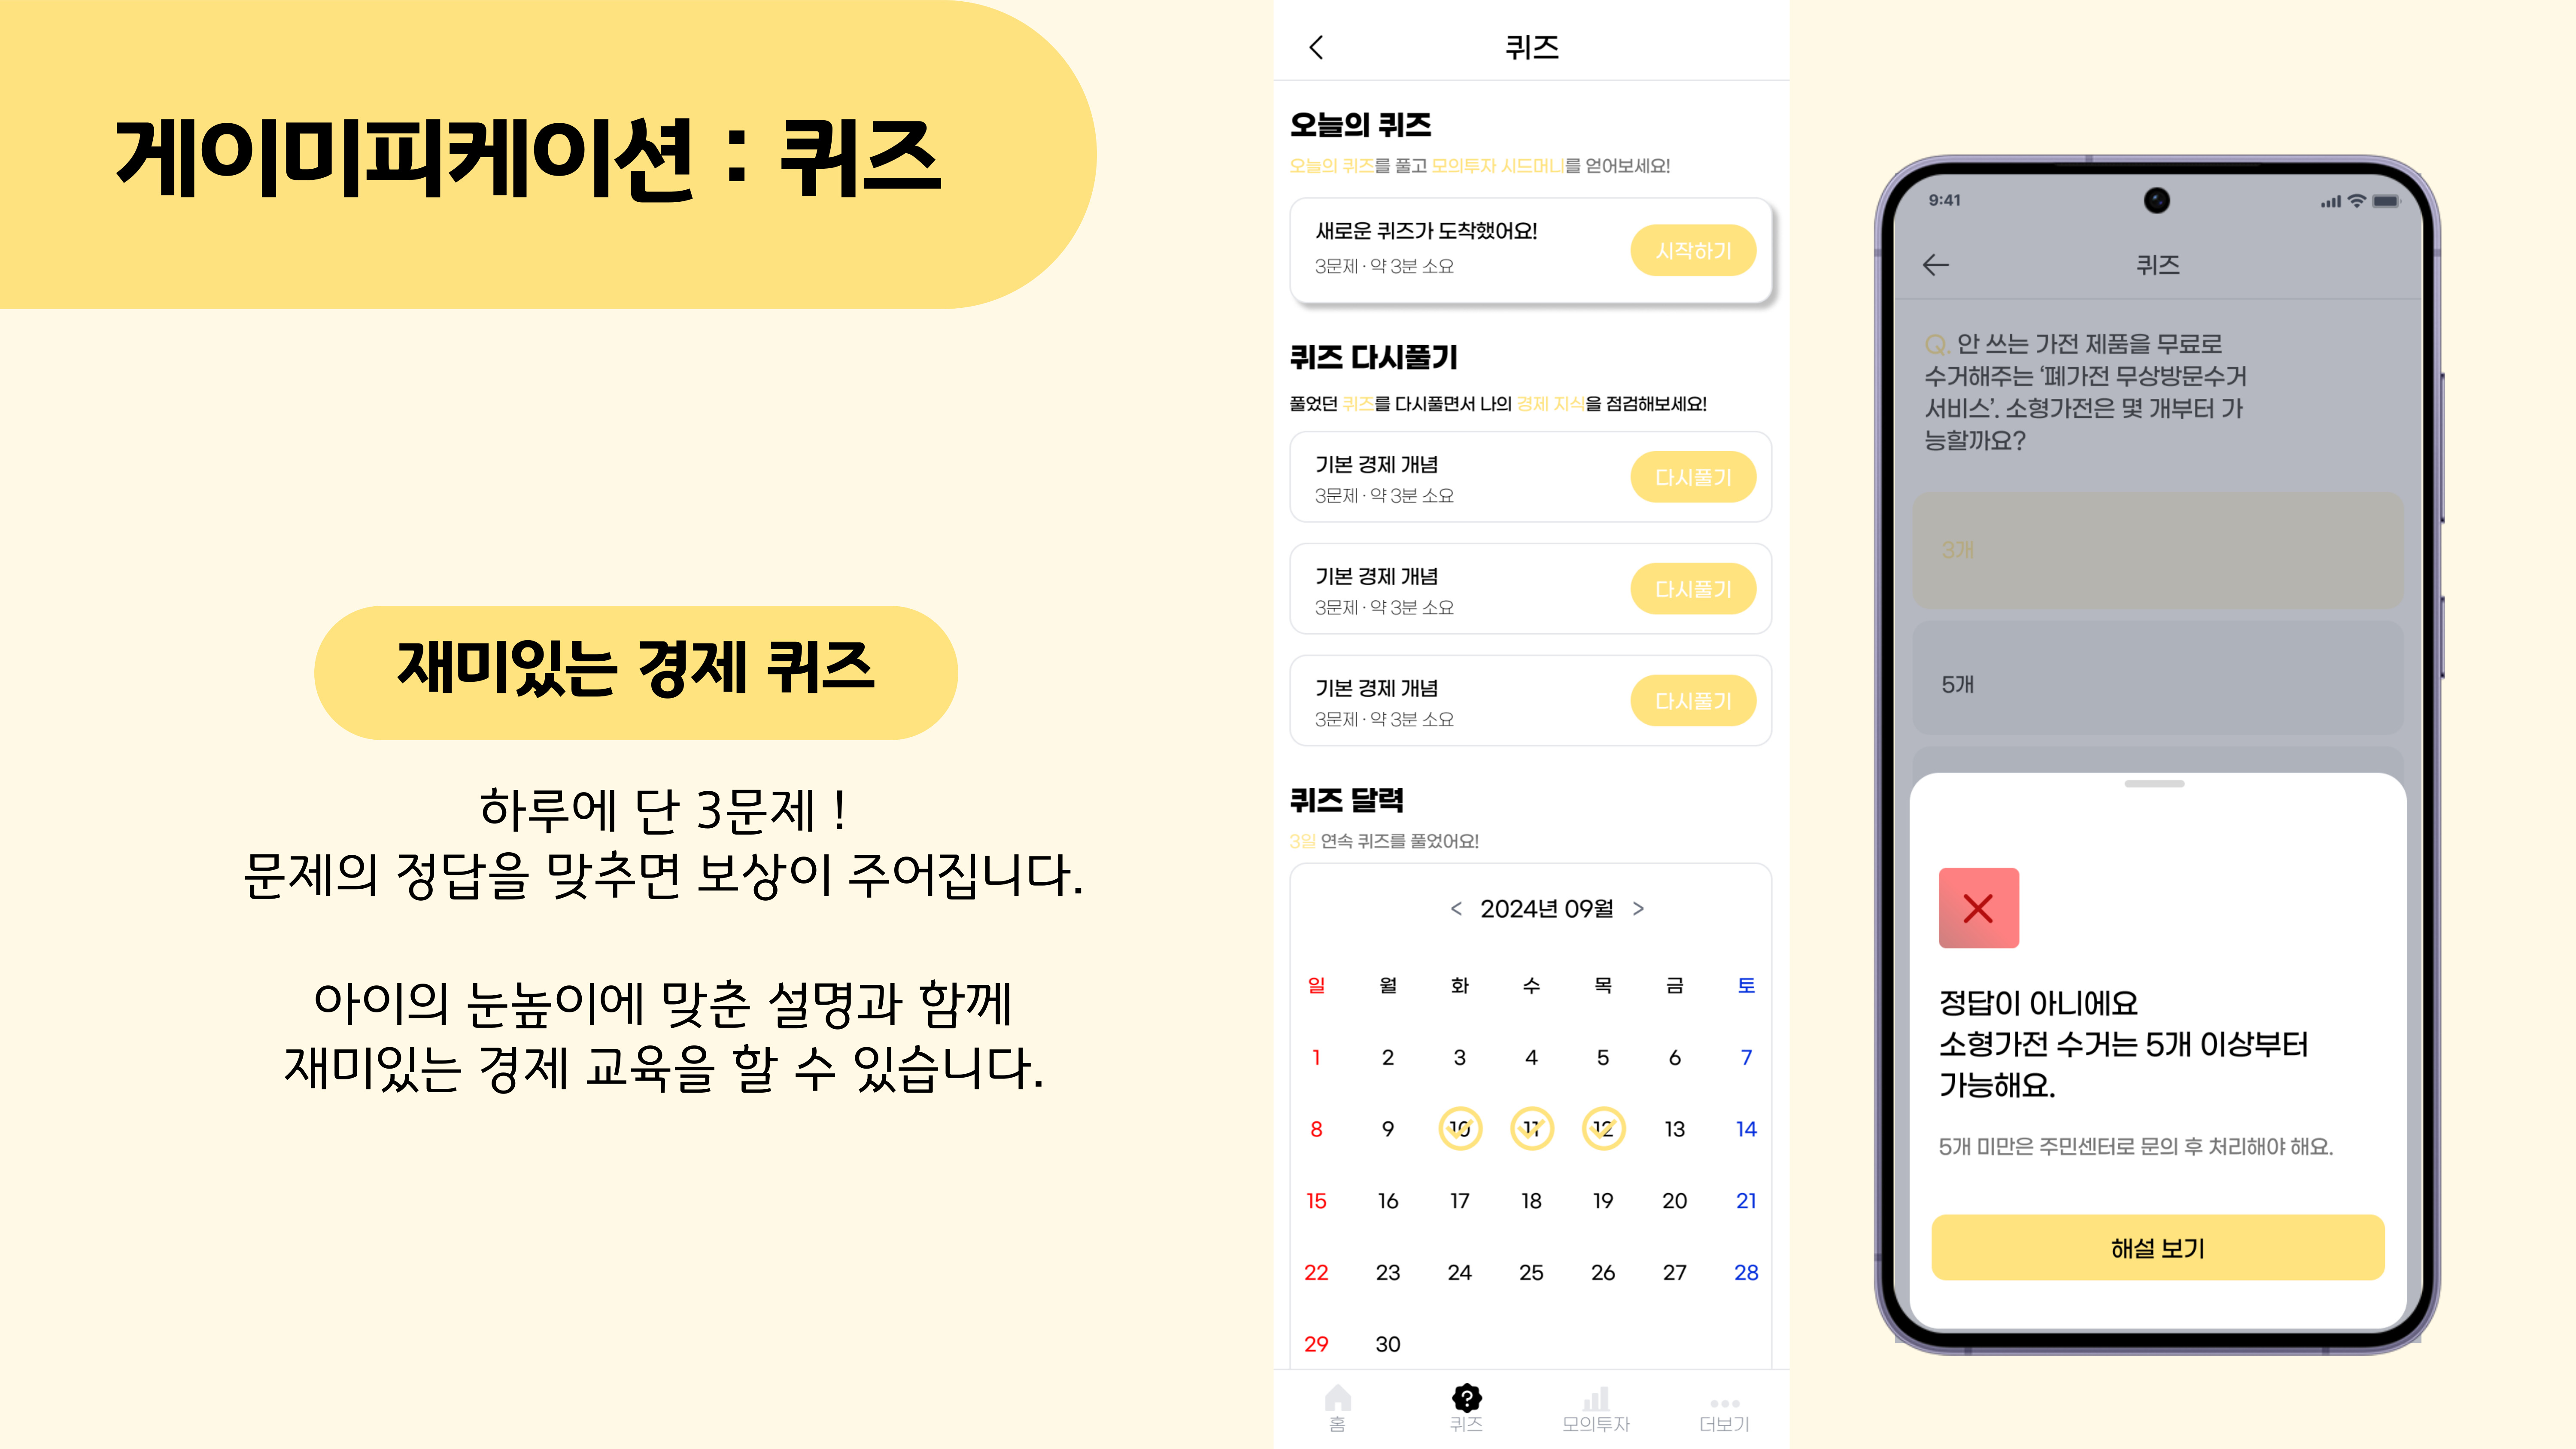 게이미피케이션 : 퀴즈
재미있는 경제 퀴즈
하루에 단 3문제 !
문제의 정답을 맞추면 보상이 주어집니다.
아이의 눈높이에 맞춘 설명과 함께
재미있는 경제 교육을 할 수 있습니다.
퀴즈
오늘의 퀴즈
오늘의 퀴즈를 풀고 모의투자 시드머니를 얻어보세요!
새로운 퀴즈가 도착했어요!
3문제 · 약 3분 소요
시작하기
퀴즈 다시풀기
풀었던 퀴즈를 다시풀면서 나의 경제 지식을 점검해보세요!
기본 경제 개념
3문제 · 약 3분 소요
다시풀기
기본 경제 개념
3문제 · 약 3분 소요
다시풀기
기본 경제 개념
3문제 · 약 3분 소요
다시풀기
퀴즈 달력
3일 연속 퀴즈를 풀었어요!
< 2024년 09월 >
일 월 화 수 목 금 토
1 2 3 4 5 6 7
8 9 10 11 12 13 14
15 16 17 18 19 20 21
22 23 24 25 26 27 28
29 30
홈 퀴즈 모의투자 더보기
9:41
퀴즈
Q. 안 쓰는 가전 제품을 무료로
수거해주는 ‘폐가전 무상방문수거
서비스’. 소형가전은 몇 개부터 가
능할까요?
3개
5개
정답이 아니에요
소형가전 수거는 5개 이상부터
가능해요.
5개 미만은 주민센터로 문의 후 처리해야 해요.
해설 보기